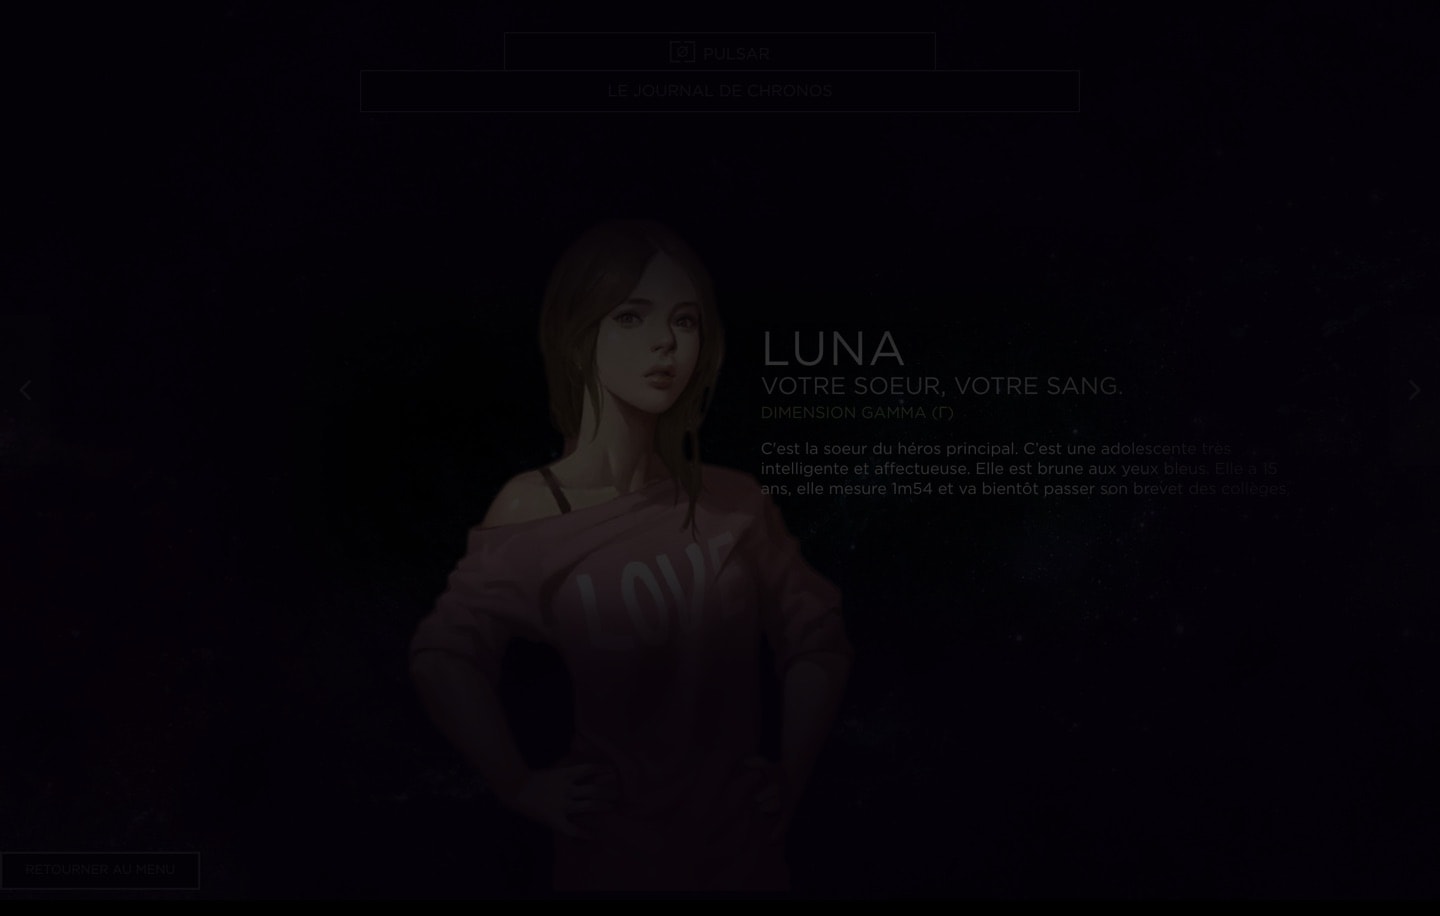 PULSAR
LE JOURNAL DE CHRONOS
LUNA
VOTRE SOEUR, VOTRE SANG.
DIMENSION GAMMA (Γ)
C'est la soeur du héros principal. C'est une adolescente très
intelligente et affectueuse. Elle est brune aux yeux bleus. Elle a 15
ans, elle mesure 1m54 et va bientôt passer son brevet des collèges.
LOVE
RETOURNER AU MENU